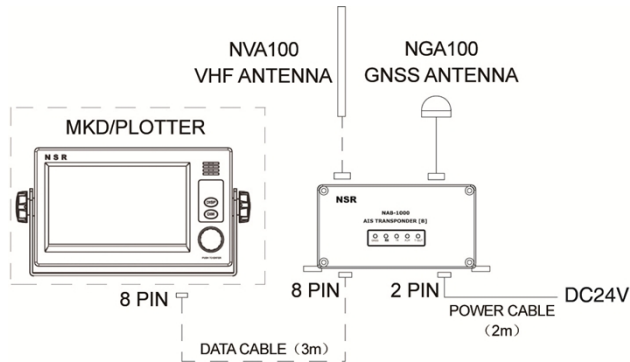 NVA100
VHF ANTENNA
NGA100
GNSS ANTENNA
MKD/PLOTTER
NSR
NSR
NAB-1000
AIS TRANSPONDER [B]
8 PIN
8 PIN
2 PIN
DC24V
POWER CABLE
（2m）
DATA CABLE（3m）